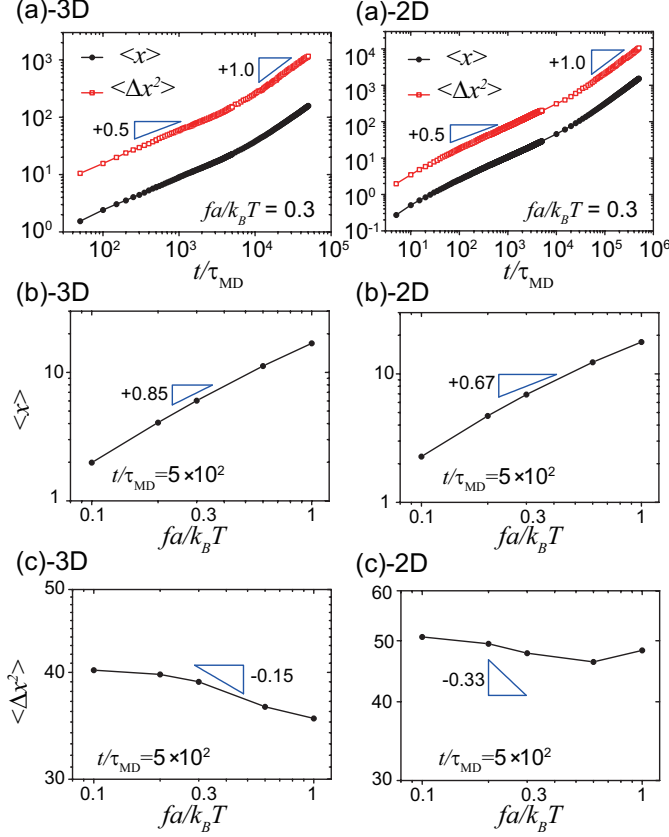 (a)-3D
10³
10²
10¹
10⁰
<x>
<Δx²>
+1.0
+0.5
fa/k_BT = 0.3
10² 10³ 10⁴ 10⁵
t/τ_MD
(a)-2D
10⁴
10³
10²
10¹
10⁰
10⁻¹
<x>
<Δx²>
+1.0
+0.5
fa/k_BT = 0.3
10¹ 10² 10³ 10⁴ 10⁵ 10⁶
t/τ_MD
(b)-3D
<x>
10
1
+0.85
t/τ_MD=5×10²
0.1 0.3 1
fa/k_BT
(b)-2D
10
1
+0.67
t/τ_MD=5×10²
0.1 0.3 1
fa/k_BT
(c)-3D
<Δx²>
50
40
30
-0.15
t/τ_MD=5×10²
0.1 0.3 1
fa/k_BT
(c)-2D
60
50
40
30
-0.33
t/τ_MD=5×10²
0.1 0.3 1
fa/k_BT